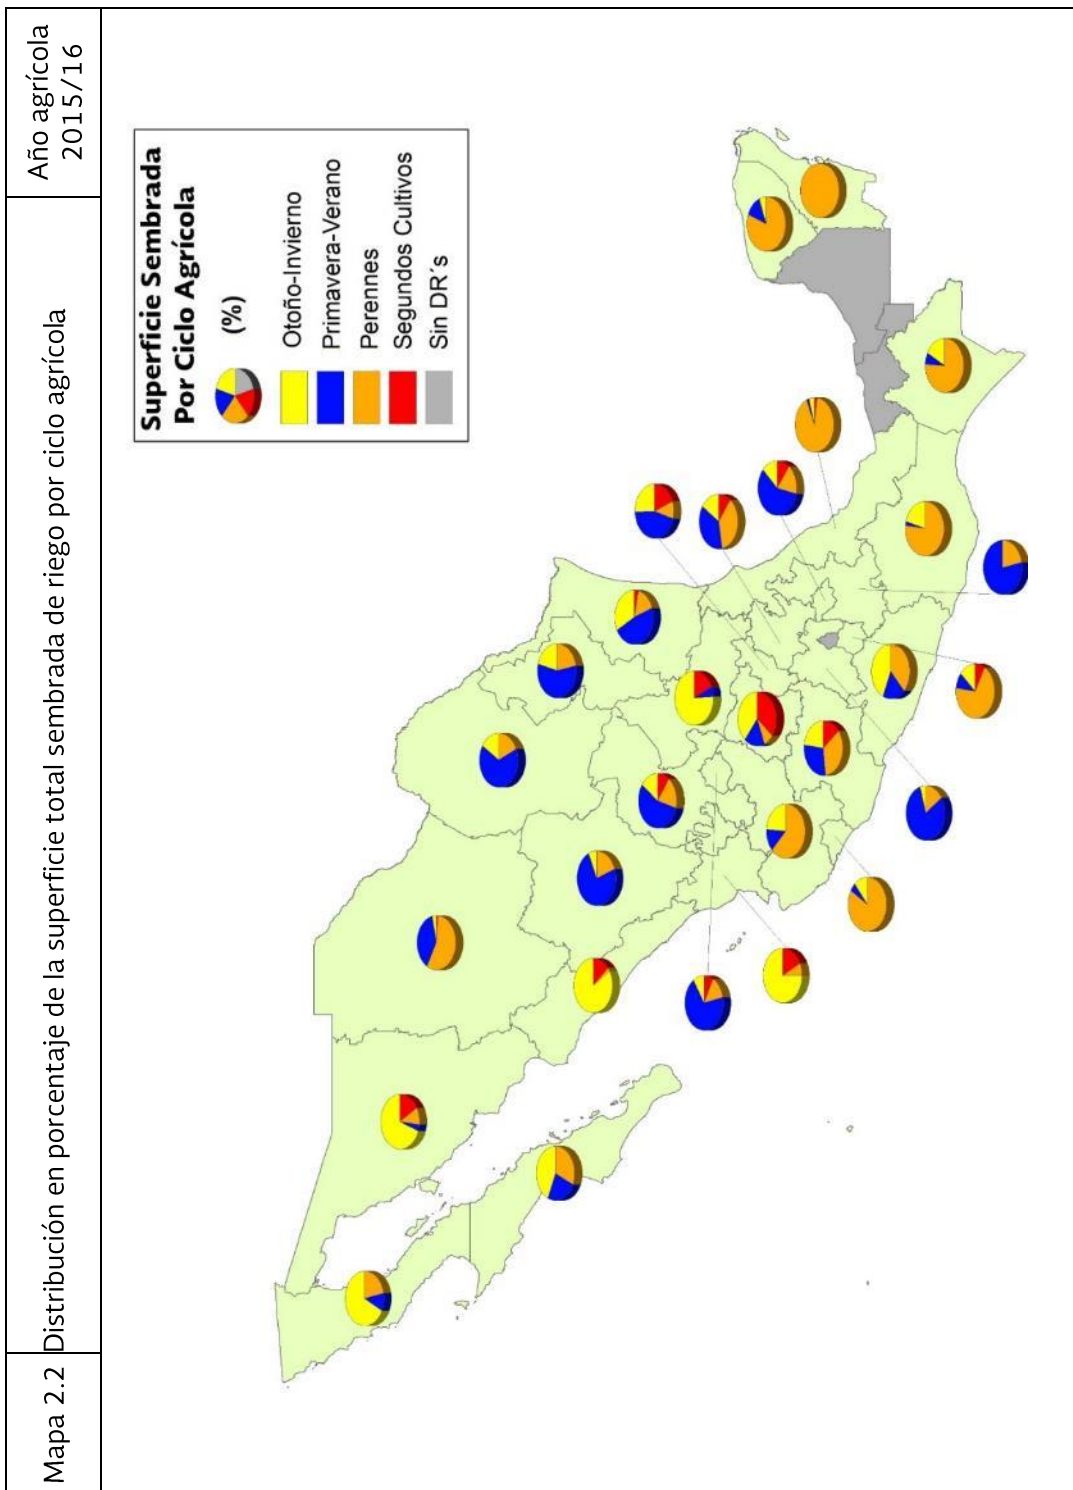 Mapa 2.2
Distribución en porcentaje de la superficie total sembrada de riego por ciclo agrícola
Año agrícola
2015/16
Superficie Sembrada
Por Ciclo Agrícola
(%)
Otoño-Invierno
Primavera-Verano
Perennes
Segundos Cultivos
Sin DR´s